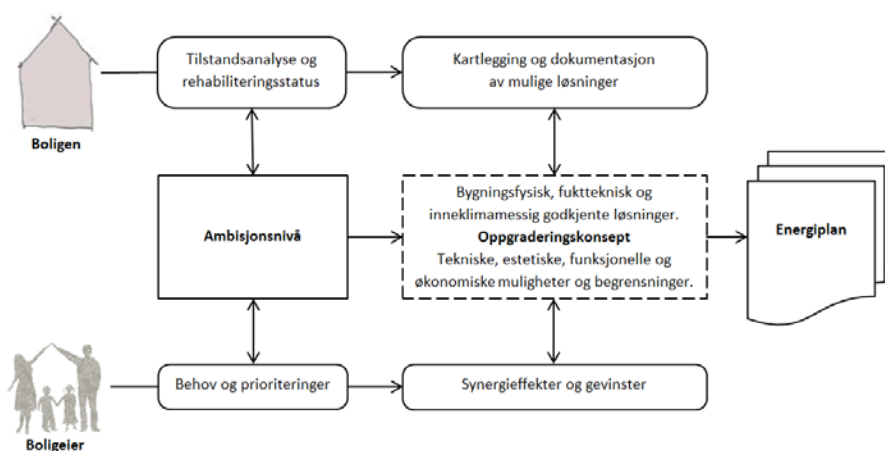 Tilstandsanalyse og
rehabiliteringsstatus
Kartlegging og dokumentasjon
av mulige løsninger
Boligen
Ambisjonsnivå
Bygningsfysisk, fuktteknisk og
inneklimamessig godkjente løsninger.
Oppgraderingskonsept
Tekniske, estetiske, funksjonelle og
økonomiske muligheter og begrensninger.
Energiplan
Behov og prioriteringer
Synergieffekter og gevinster
Boligeier